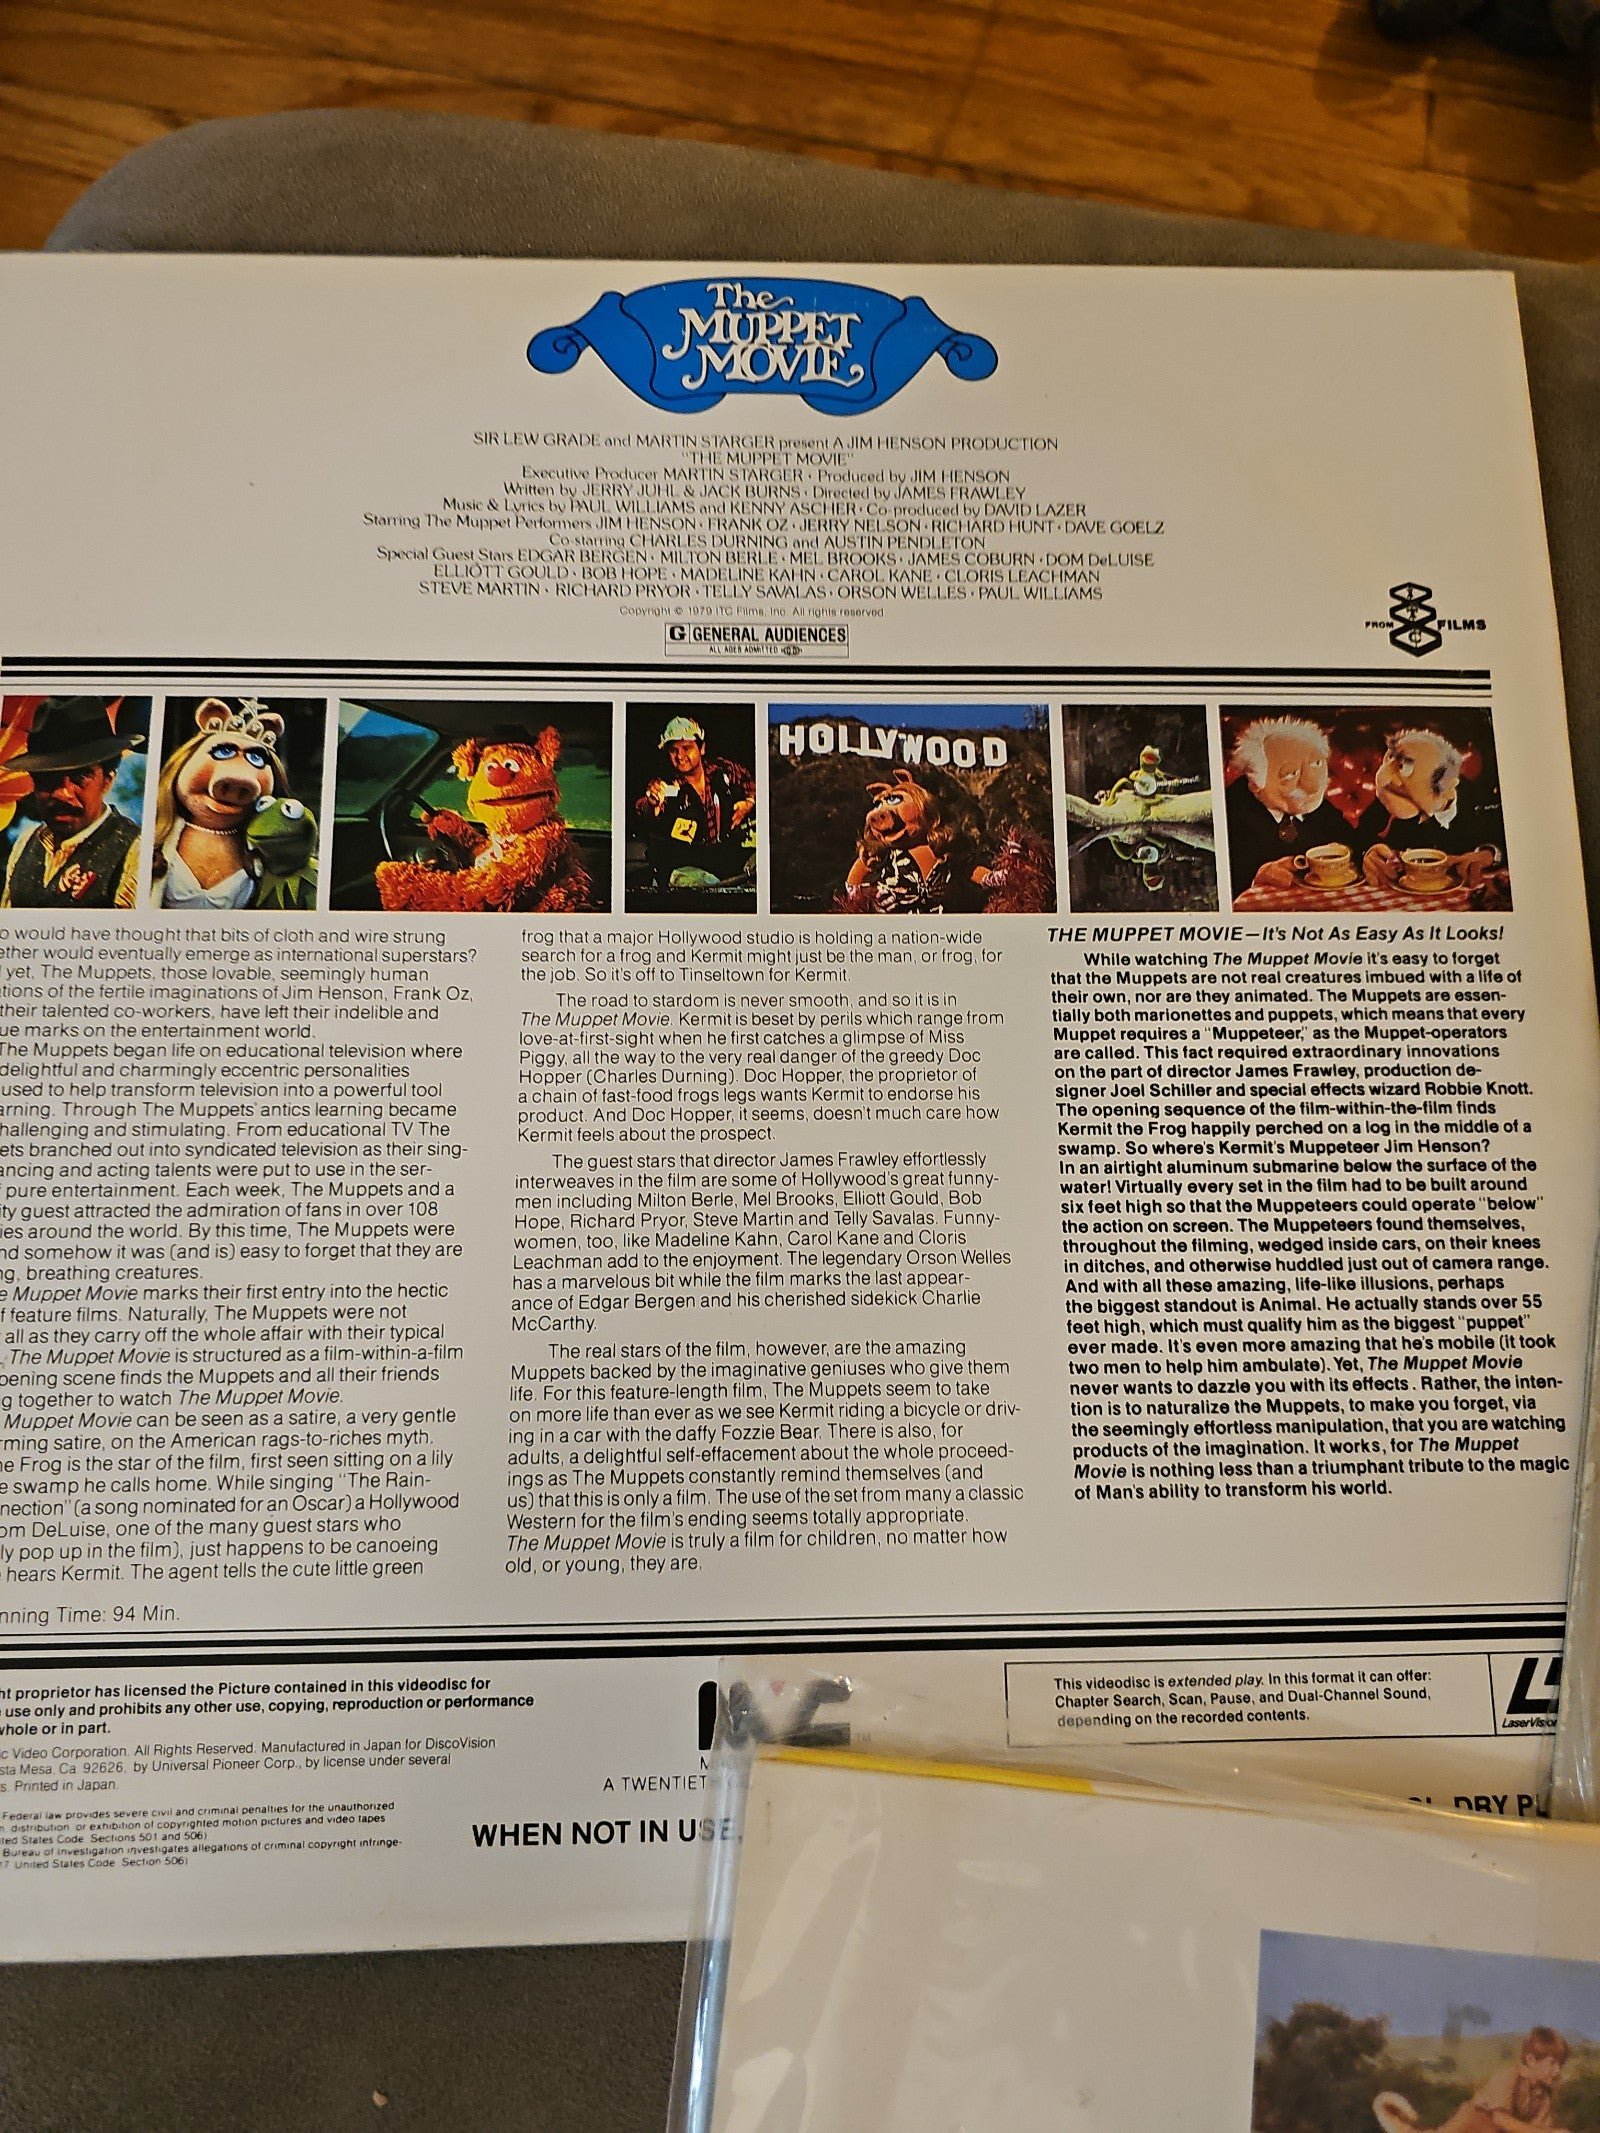 The
MUPPET
MOVIE
SIR LEW GRADE and MARTIN STARGER present A JIM HENSON PRODUCTION
"THE MUPPET MOVIE"
Executive Producer MARTIN STARGER · Produced by JIM HENSON
Written by JERRY JUHL & JACK BURNS · Directed by JAMES FRAWLEY
Music & Lyrics by PAUL WILLIAMS and KENNY ASCHER · Co-produced by DAVID LAZER
Starring The Muppet Performers JIM HENSON · FRANK OZ · JERRY NELSON · RICHARD HUNT · DAVE GOELZ
Co-starring CHARLES DURNING and AUSTIN PENDLETON
Special Guest Stars EDGAR BERGEN · MILTON BERLE · MEL BROOKS · JAMES COBURN · DOM DeLUISE
ELLIOTT GOULD · BOB HOPE · MADELINE KAHN · CAROL KANE · CLORIS LEACHMAN
STEVE MARTIN · RICHARD PRYOR · TELLY SAVALAS · ORSON WELLES · PAUL WILLIAMS
Copyright © 1979 ITC Films, Inc. All rights reserved
G GENERAL AUDIENCES
ALL AGES ADMITTED
FROM ITC FILMS
HOLLYWOOD
o would have thought that bits of cloth and wire strung
ether would eventually emerge as international superstars?
yet, The Muppets, those lovable, seemingly human
tions of the fertile imaginations of Jim Henson, Frank Oz,
their talented co-workers, have left their indelible and
ue marks on the entertainment world.
The Muppets began life on educational television where
delightful and charmingly eccentric personalities
used to help transform television into a powerful tool
arning. Through The Muppets' antics learning became
hallenging and stimulating. From educational TV The
ets branched out into syndicated television as their sing-
ancing and acting talents were put to use in the ser-
f pure entertainment. Each week, The Muppets and a
ity guest attracted the admiration of fans in over 108
ies around the world. By this time, The Muppets were
nd somehow it was (and is) easy to forget that they are
ng, breathing creatures.
e Muppet Movie marks their first entry into the hectic
f feature films. Naturally, The Muppets were not
all as they carry off the whole affair with their typical
The Muppet Movie is structured as a film-within-a-film
pening scene finds the Muppets and all their friends
g together to watch The Muppet Movie.
Muppet Movie can be seen as a satire, a very gentle
rming satire, on the American rags-to-riches myth.
he Frog is the star of the film, first seen sitting on a lily
e swamp he calls home. While singing "The Rain-
nection" (a song nominated for an Oscar) a Hollywood
om DeLuise, one of the many guest stars who
ly pop up in the film), just happens to be canoeing
hears Kermit. The agent tells the cute little green
nning Time: 94 Min.
frog that a major Hollywood studio is holding a nation-wide
search for a frog and Kermit might just be the man, or frog, for
the job. So it's off to Tinseltown for Kermit.
The road to stardom is never smooth, and so it is in
The Muppet Movie. Kermit is beset by perils which range from
love-at-first-sight when he first catches a glimpse of Miss
Piggy, all the way to the very real danger of the greedy Doc
Hopper (Charles Durning). Doc Hopper, the proprietor of
a chain of fast-food frogs legs wants Kermit to endorse his
product. And Doc Hopper, it seems, doesn't much care how
Kermit feels about the prospect.
The guest stars that director James Frawley effortlessly
interweaves in the film are some of Hollywood's great funny-
men including Milton Berle, Mel Brooks, Elliott Gould, Bob
Hope, Richard Pryor, Steve Martin and Telly Savalas. Funny-
women, too, like Madeline Kahn, Carol Kane and Cloris
Leachman add to the enjoyment. The legendary Orson Welles
has a marvelous bit while the film marks the last appear-
ance of Edgar Bergen and his cherished sidekick Charlie
McCarthy.
The real stars of the film, however, are the amazing
Muppets backed by the imaginative geniuses who give them
life. For this feature-length film, The Muppets seem to take
on more life than ever as we see Kermit riding a bicycle or driv-
ing in a car with the daffy Fozzie Bear. There is also, for
adults, a delightful self-effacement about the whole proceed-
ings as The Muppets constantly remind themselves (and
us) that this is only a film. The use of the set from many a classic
Western for the film's ending seems totally appropriate.
The Muppet Movie is truly a film for children, no matter how
old, or young, they are.
THE MUPPET MOVIE—It's Not As Easy As It Looks!
While watching The Muppet Movie it's easy to forget
that the Muppets are not real creatures imbued with a life of
their own, nor are they animated. The Muppets are essen-
tially both marionettes and puppets, which means that every
Muppet requires a "Muppeteer," as the Muppet-operators
are called. This fact required extraordinary innovations
on the part of director James Frawley, production de-
signer Joel Schiller and special effects wizard Robbie Knott.
The opening sequence of the film-within-the-film finds
Kermit the Frog happily perched on a log in the middle of a
swamp. So where's Kermit's Muppeteer Jim Henson?
In an airtight aluminum submarine below the surface of the
water! Virtually every set in the film had to be built around
six feet high so that the Muppeteers could operate "below"
the action on screen. The Muppeteers found themselves,
throughout the filming, wedged inside cars, on their knees
in ditches, and otherwise huddled just out of camera range.
And with all these amazing, life-like illusions, perhaps
the biggest standout is Animal. He actually stands over 55
feet high, which must qualify him as the biggest "puppet"
ever made. It's even more amazing that he's mobile (it took
two men to help him ambulate). Yet, The Muppet Movie
never wants to dazzle you with its effects. Rather, the inten-
tion is to naturalize the Muppets, to make you forget, via
the seemingly effortless manipulation, that you are watching
products of the imagination. It works, for The Muppet
Movie is nothing less than a triumphant tribute to the magic
of Man's ability to transform his world.
ht proprietor has licensed the Picture contained in this videodisc for
use only and prohibits any other use, copying, reproduction or performance
whole or in part.
ic Video Corporation. All Rights Reserved. Manufactured in Japan for DiscoVision
sta Mesa, Ca. 92626, by Universal Pioneer Corp., by license under several
s. Printed in Japan.
Federal law provides severe civil and criminal penalties for the unauthorized
n, distribution or exhibition of copyrighted motion pictures and video tapes
ted States Code Sections 501 and 506)
Bureau of Investigation investigates allegations of criminal copyright infringe-
17 United States Code Section 506)
M
A TWENTIET
WHEN NOT IN USE,
This videodisc is extended play. In this format it can offer:
Chapter Search, Scan, Pause, and Dual-Channel Sound,
depending on the recorded contents.
LaserVision
DRY PL